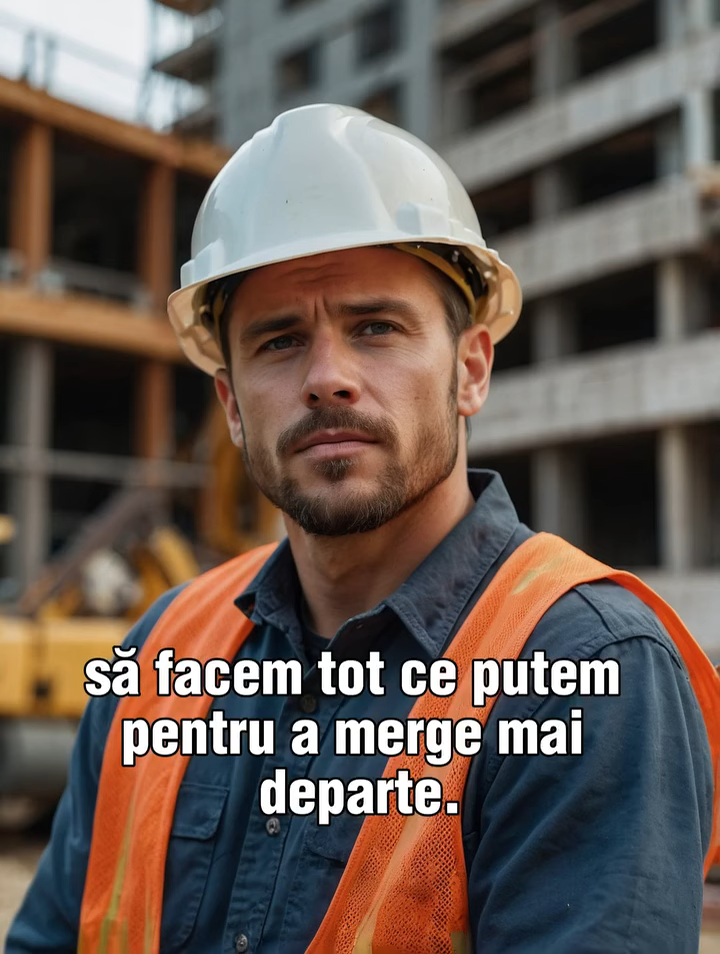 să facem tot ce putem
pentru a merge mai
departe.